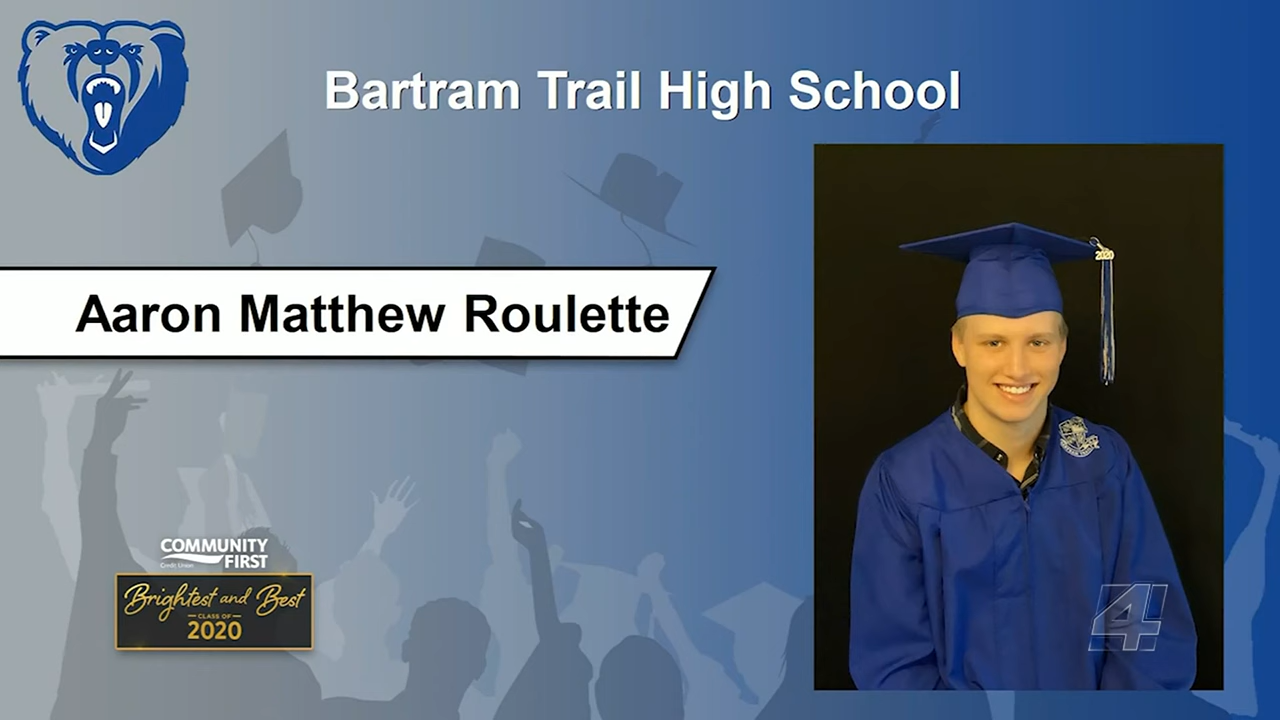 Bartram Trail High School
Aaron Matthew Roulette
2020
COMMUNITY
FIRST
Credit Union
Brightest and Best
CLASS OF
2020
4